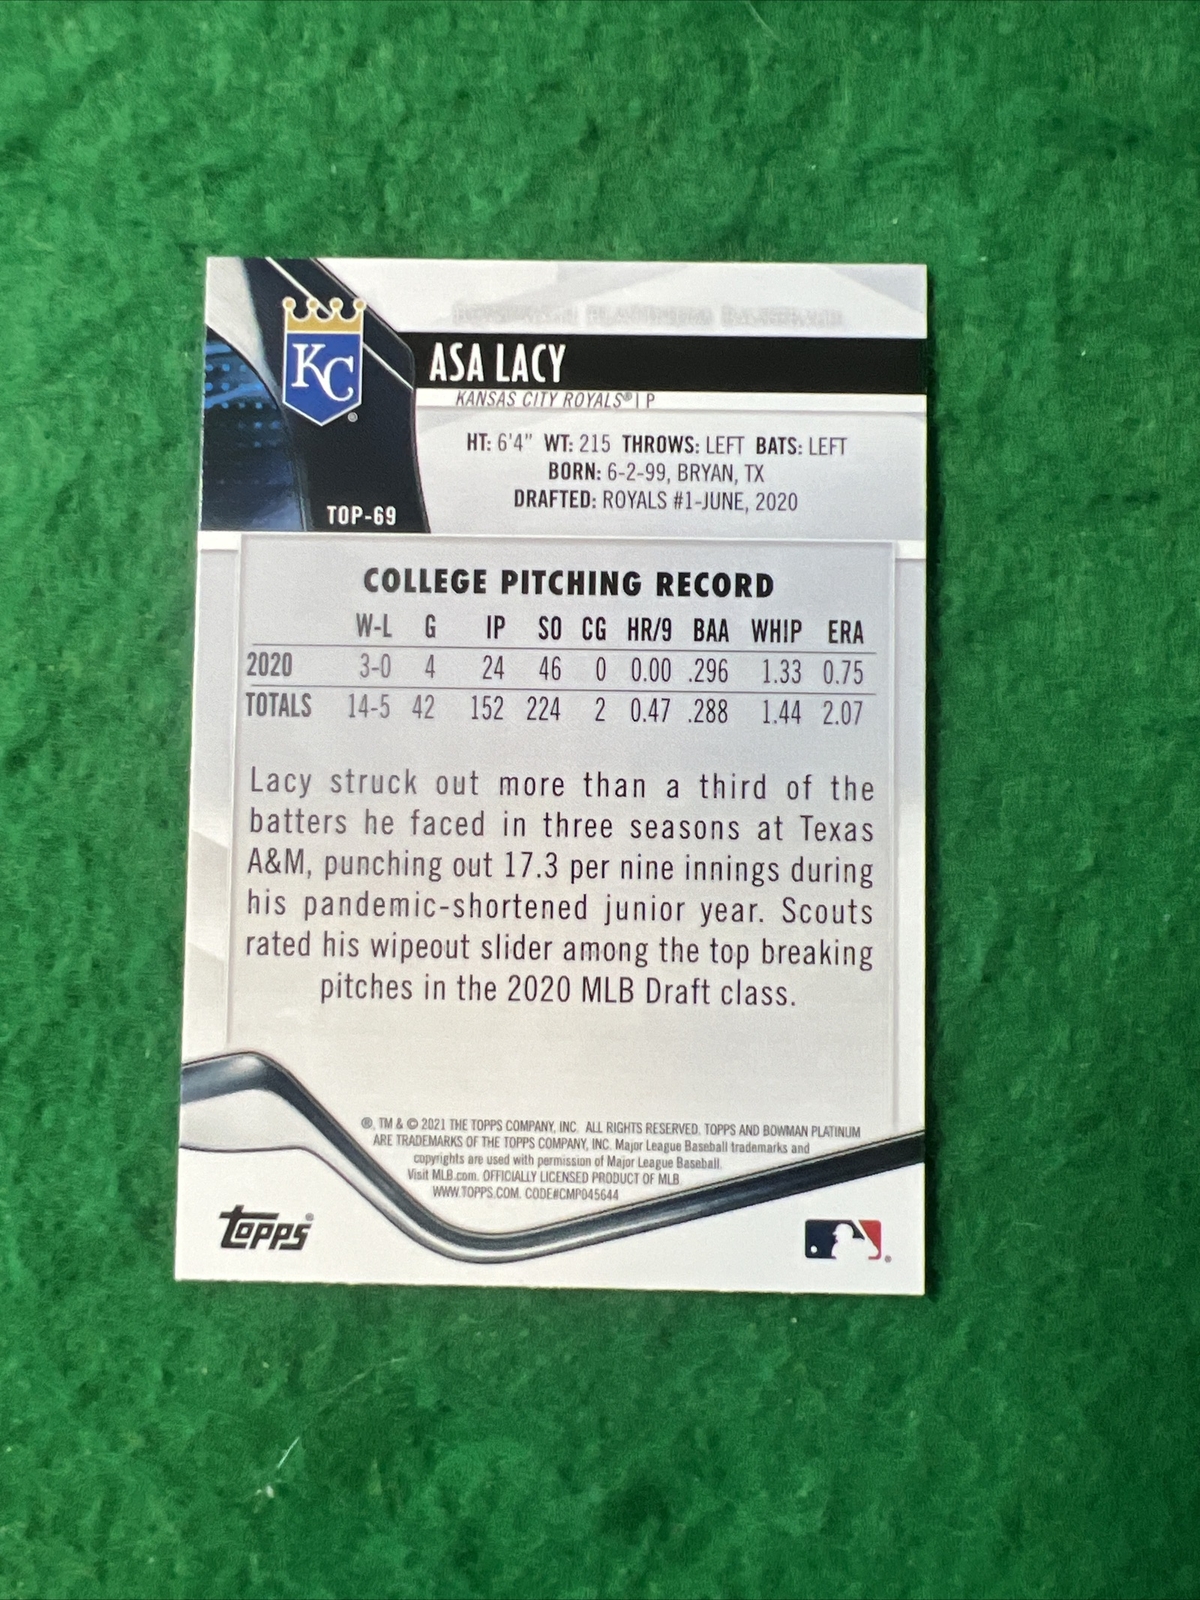 KC
®
ASA LACY
KANSAS CITY ROYALS® | P
HT: 6'4" WT: 215 THROWS: LEFT BATS: LEFT
BORN: 6-2-99, BRYAN, TX
DRAFTED: ROYALS #1-JUNE, 2020
TOP-69
COLLEGE PITCHING RECORD
W-L G IP SO CG HR/9 BAA WHIP ERA
2020 3-0 4 24 46 0 0.00 .296 1.33 0.75
TOTALS 14-5 42 152 224 2 0.47 .288 1.44 2.07
Lacy struck out more than a third of the
batters he faced in three seasons at Texas
A&M, punching out 17.3 per nine innings during
his pandemic-shortened junior year. Scouts
rated his wipeout slider among the top breaking
pitches in the 2020 MLB Draft class.
®, TM & © 2021 THE TOPPS COMPANY, INC. ALL RIGHTS RESERVED. TOPPS AND BOWMAN PLATINUM
ARE TRADEMARKS OF THE TOPPS COMPANY, INC. Major League Baseball trademarks and
copyrights are used with permission of Major League Baseball.
Visit MLB.com. OFFICIALLY LICENSED PRODUCT OF MLB
WWW.TOPPS.COM. CODE#CMP045644
topps®
®